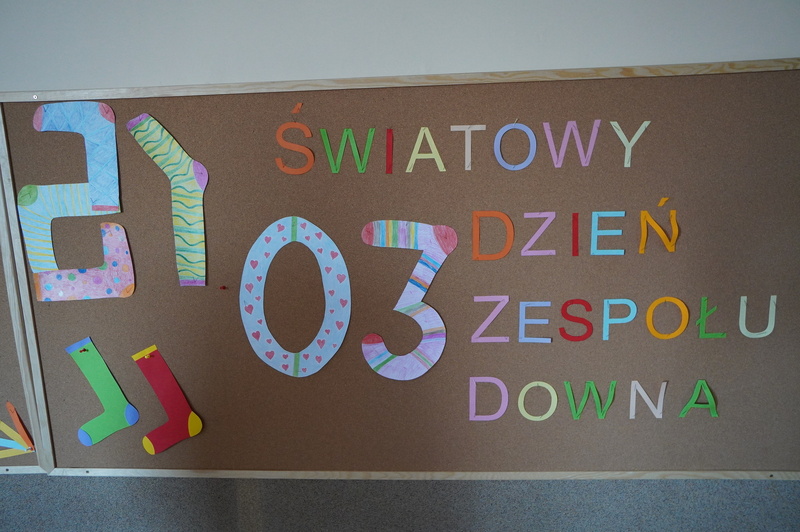 21
03
ŚWIATOWY
DZIEŃ
ZESPOŁU
DOWNA